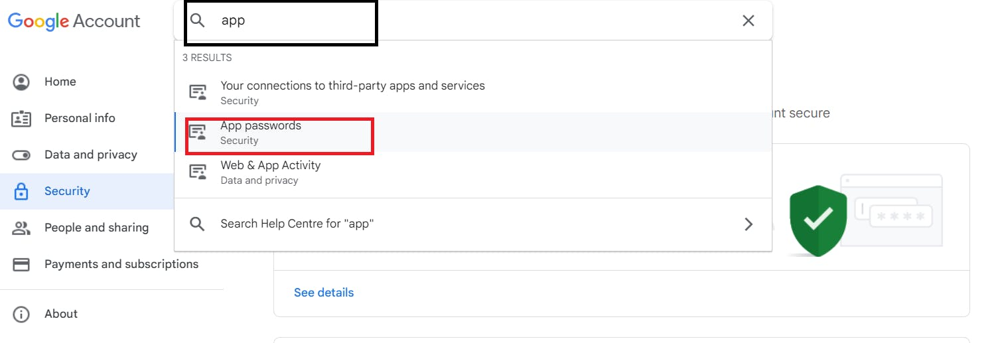 Google Account
app
3 RESULTS
Your connections to third-party apps and services
Security
App passwords
Security
Web & App Activity
Data and privacy
Search Help Centre for "app"
Home
Personal info
Data and privacy
Security
People and sharing
Payments and subscriptions
About
secure
See details
****